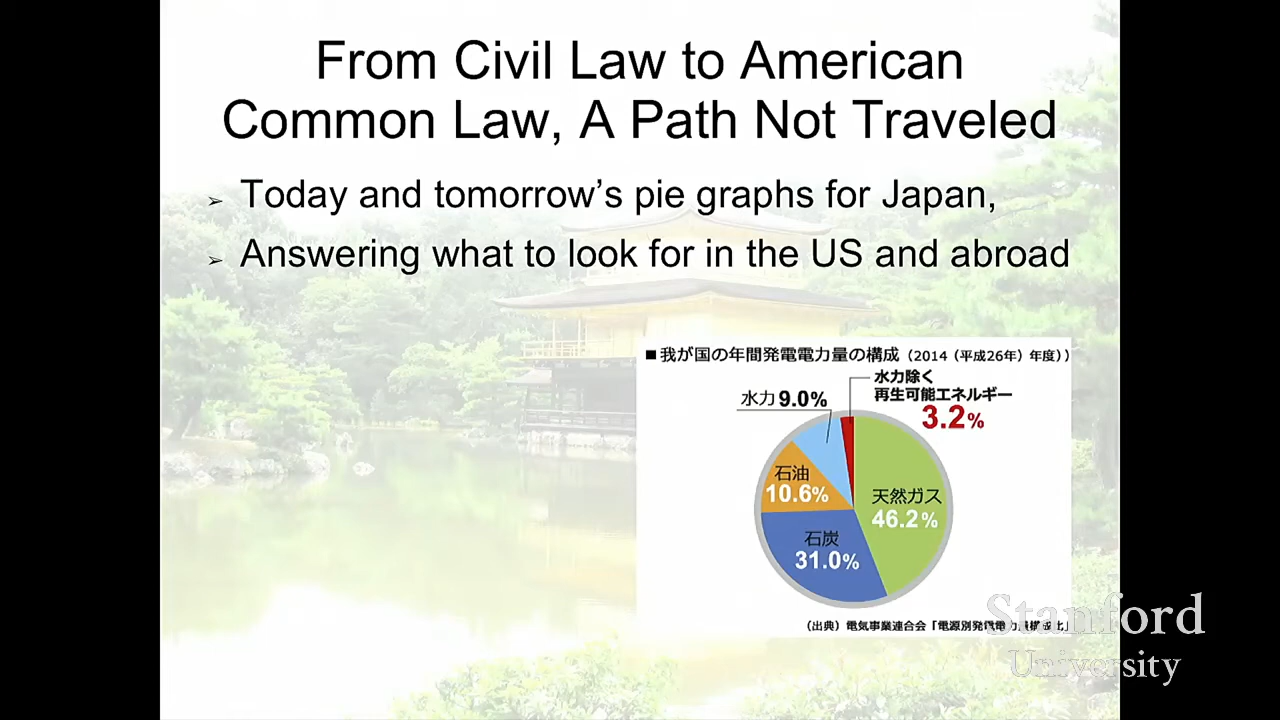 From Civil Law to American
Common Law, A Path Not Traveled
➢ Today and tomorrow's pie graphs for Japan,
➢ Answering what to look for in the US and abroad
■我が国の年間発電電力量の構成（2014（平成26年）年度））
水力除く
再生可能エネルギー
3.2%
水力 9.0%
石油
10.6%
天然ガス
46.2%
石炭
31.0%
（出典）電気事業連合会「電源別発電電力量構成比」
Stanford
University